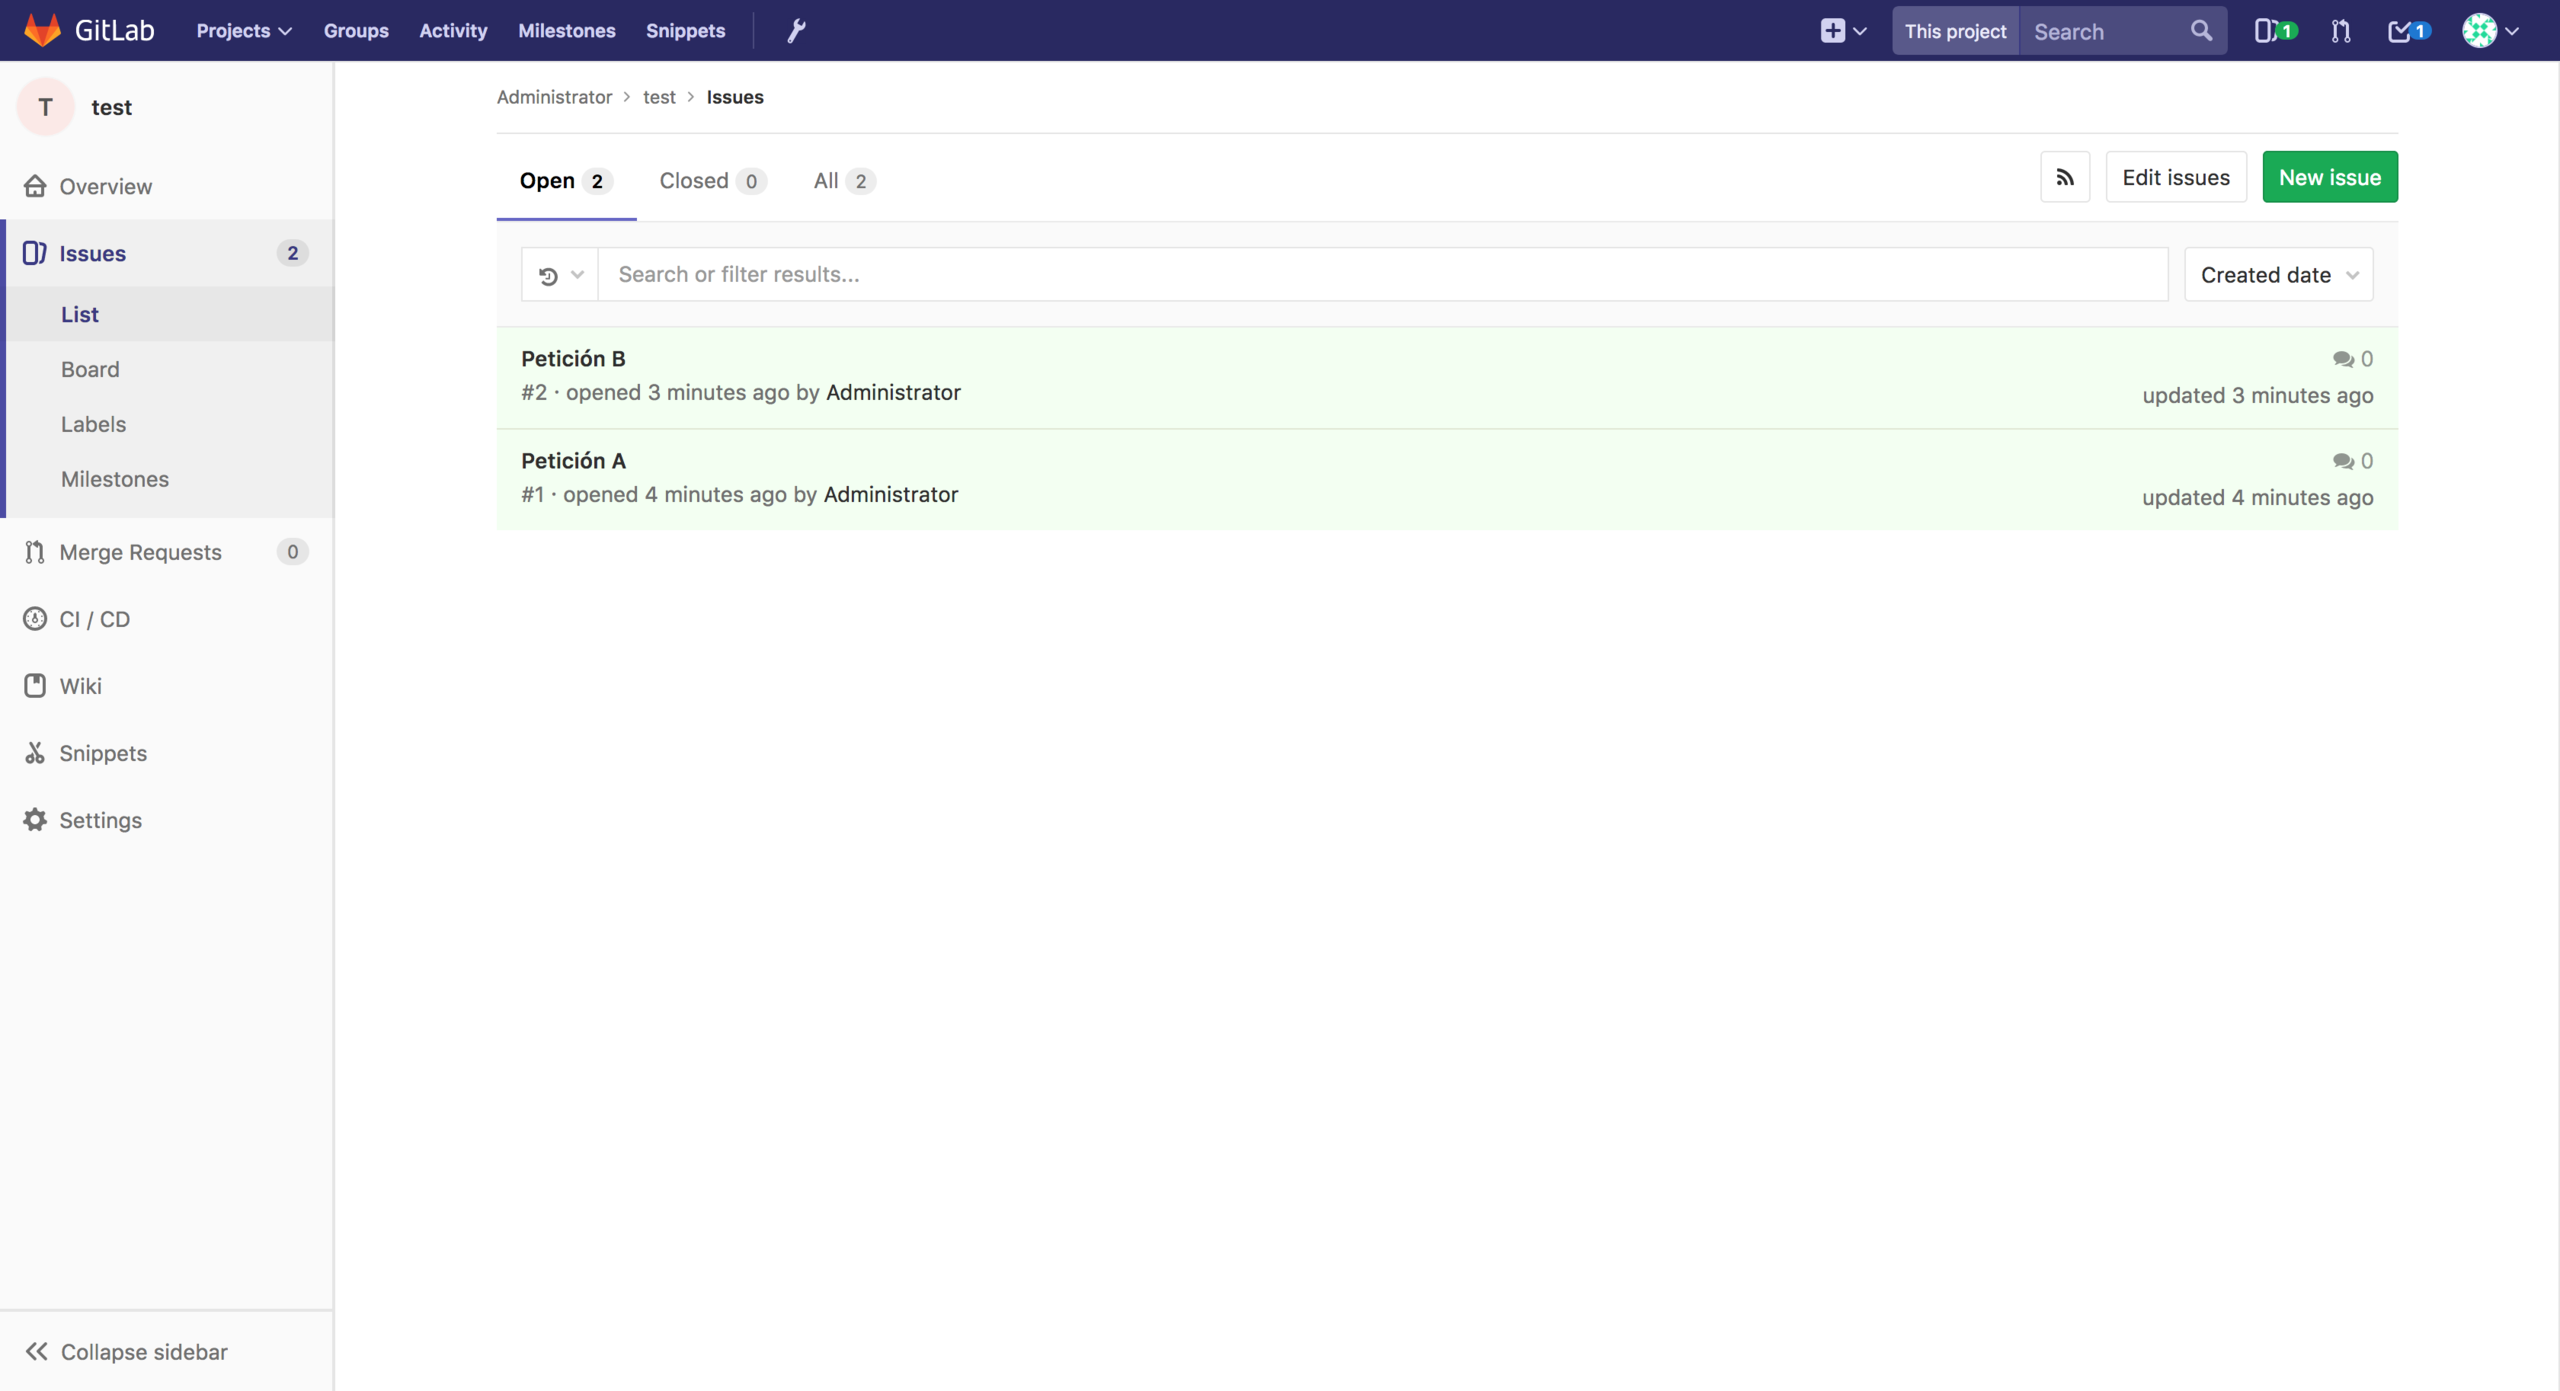 GitLab Projects Groups Activity Milestones Snippets This project Search 1 1
T test
Overview
Issues 2
List
Board
Labels
Milestones
Merge Requests 0
CI / CD
Wiki
Snippets
Settings
Collapse sidebar
Administrator > test > Issues
Open 2 Closed 0 All 2 Edit issues New issue
Search or filter results... Created date
Petición B 0
#2 · opened 3 minutes ago by Administrator updated 3 minutes ago
Petición A 0
#1 · opened 4 minutes ago by Administrator updated 4 minutes ago